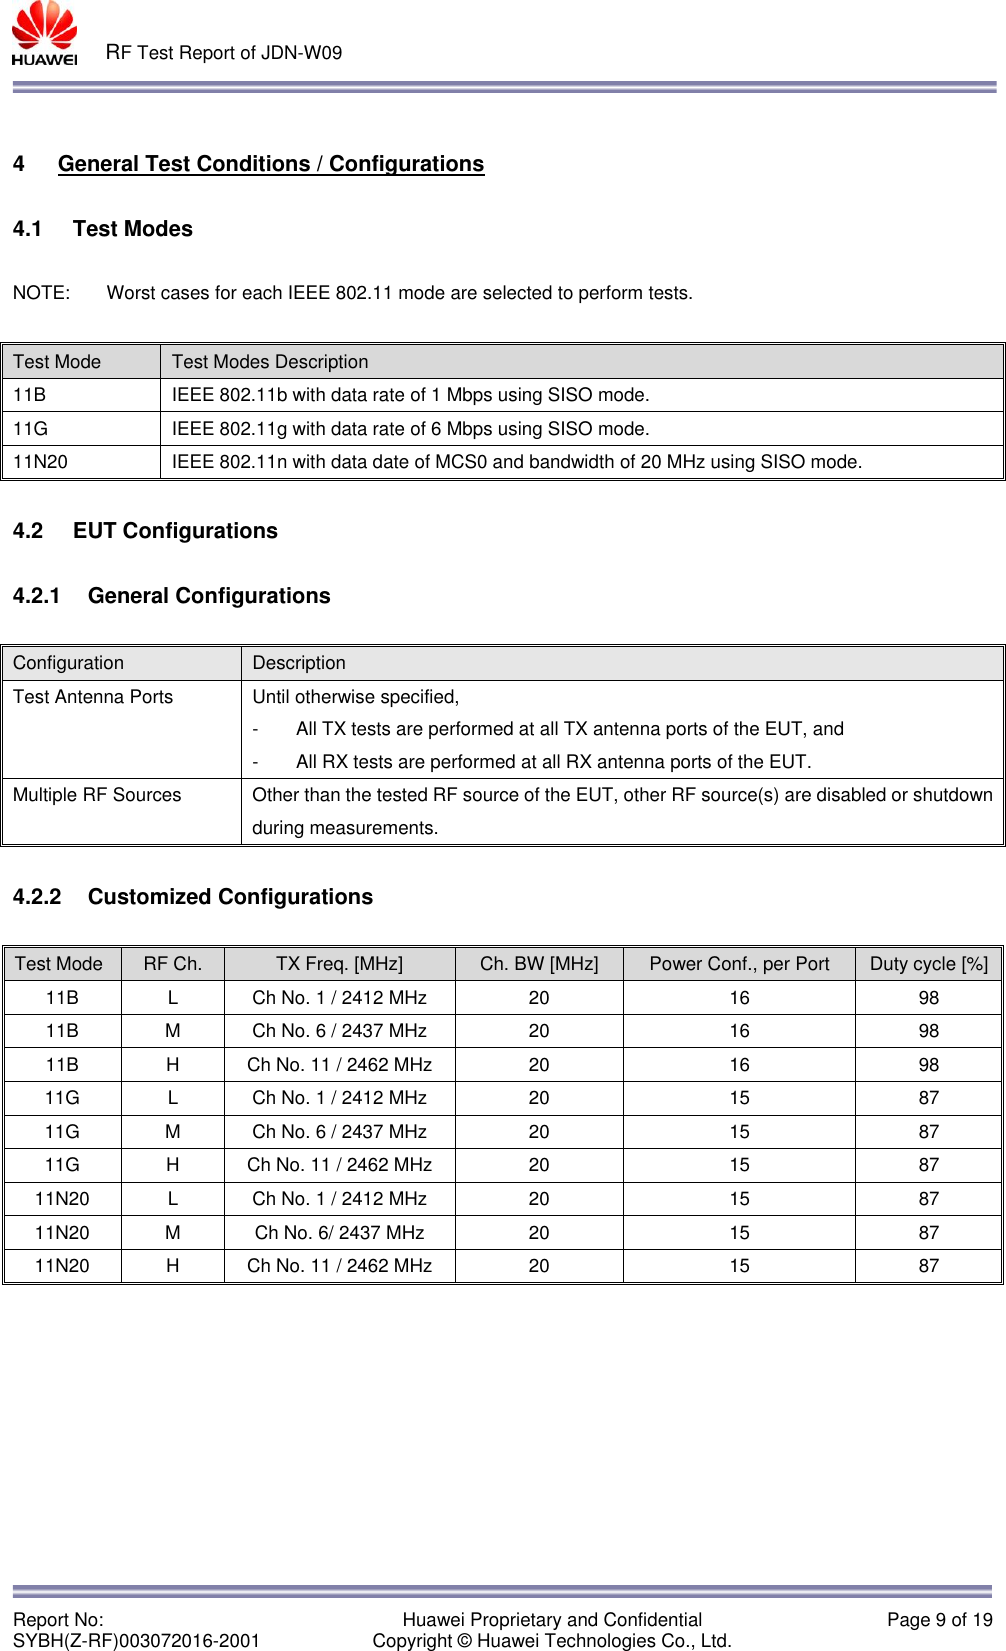 HUAWEI
RF Test Report of JDN-W09
4 General Test Conditions / Configurations
4.1 Test Modes
NOTE: Worst cases for each IEEE 802.11 mode are selected to perform tests.
Test Mode Test Modes Description
11B IEEE 802.11b with data rate of 1 Mbps using SISO mode.
11G IEEE 802.11g with data rate of 6 Mbps using SISO mode.
11N20 IEEE 802.11n with data date of MCS0 and bandwidth of 20 MHz using SISO mode.
4.2 EUT Configurations
4.2.1 General Configurations
Configuration Description
Test Antenna Ports Until otherwise specified,
- All TX tests are performed at all TX antenna ports of the EUT, and
- All RX tests are performed at all RX antenna ports of the EUT.
Multiple RF Sources Other than the tested RF source of the EUT, other RF source(s) are disabled or shutdown
during measurements.
4.2.2 Customized Configurations
Test Mode RF Ch. TX Freq. [MHz] Ch. BW [MHz] Power Conf., per Port Duty cycle [%]
11B L Ch No. 1 / 2412 MHz 20 16 98
11B M Ch No. 6 / 2437 MHz 20 16 98
11B H Ch No. 11 / 2462 MHz 20 16 98
11G L Ch No. 1 / 2412 MHz 20 15 87
11G M Ch No. 6 / 2437 MHz 20 15 87
11G H Ch No. 11 / 2462 MHz 20 15 87
11N20 L Ch No. 1 / 2412 MHz 20 15 87
11N20 M Ch No. 6/ 2437 MHz 20 15 87
11N20 H Ch No. 11 / 2462 MHz 20 15 87
Report No: Huawei Proprietary and Confidential Page 9 of 19
SYBH(Z-RF)003072016-2001 Copyright © Huawei Technologies Co., Ltd.